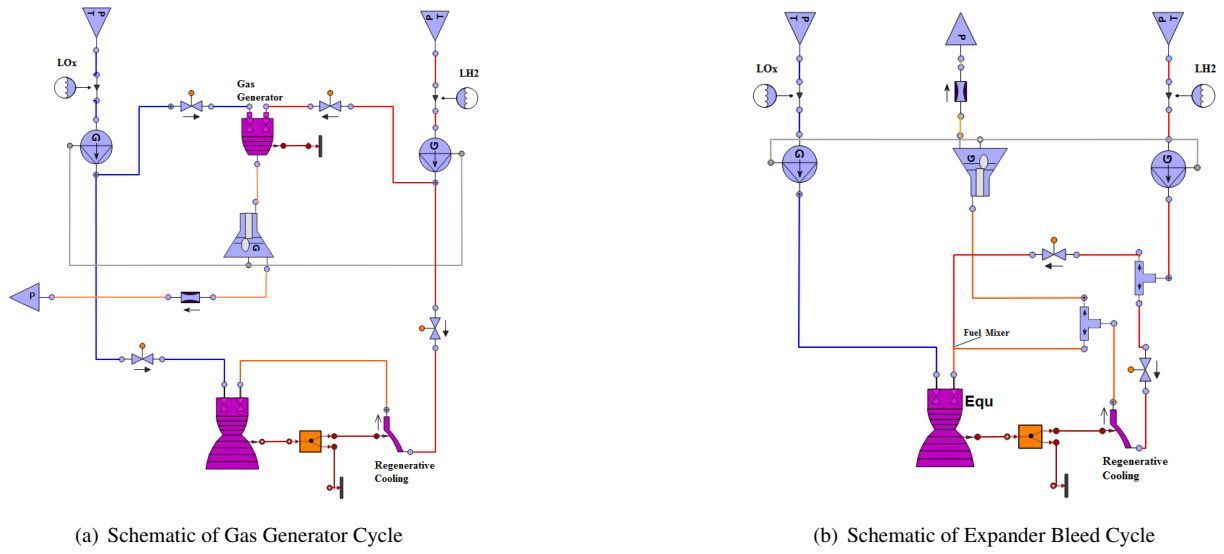 P T
P T
LOx
Gas
Generator
LH2
G
G
G
P
Regenerative
Cooling
(a) Schematic of Gas Generator Cycle
P T
P
P T
LOx
LH2
G
G
G
Fuel Mixer
Equ
Regenerative
Cooling
(b) Schematic of Expander Bleed Cycle